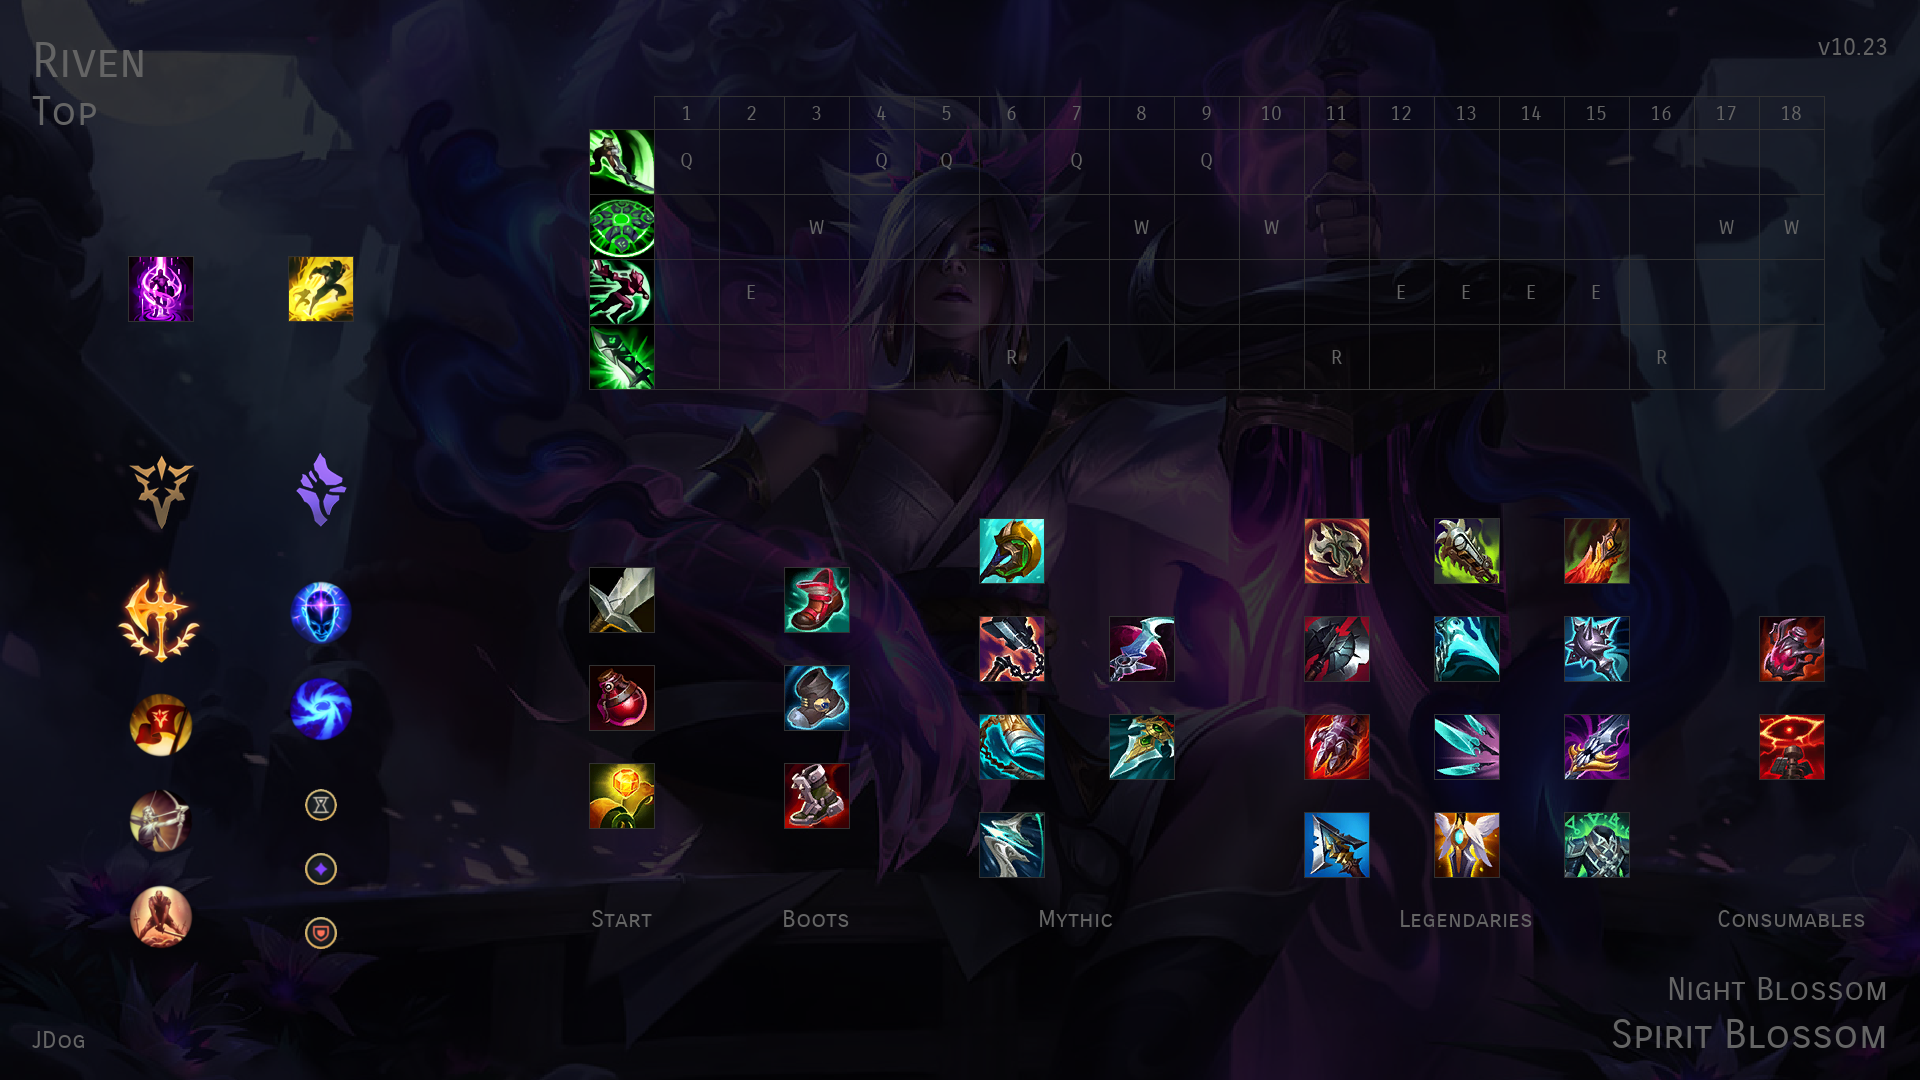 Riven
Top
v10.23
1 2 3 4 5 6 7 8 9 10 11 12 13 14 15 16 17 18
Q Q Q Q Q
W W W W W
E E E E E
R R R
Start Boots Mythic Legendaries Consumables
Night Blossom
Spirit Blossom
JDog